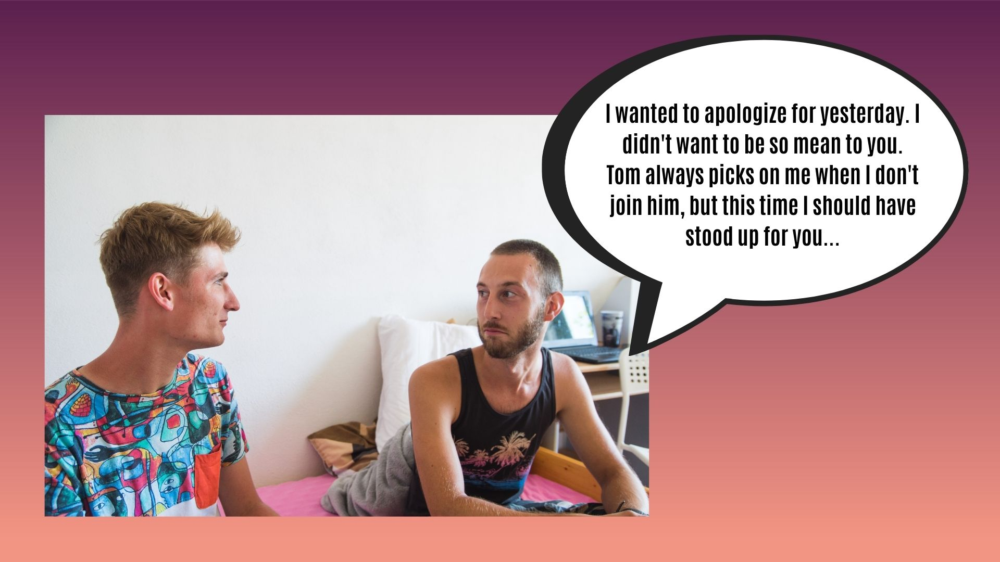 I wanted to apologize for yesterday. I
didn't want to be so mean to you.
Tom always picks on me when I don't
join him, but this time I should have
stood up for you...